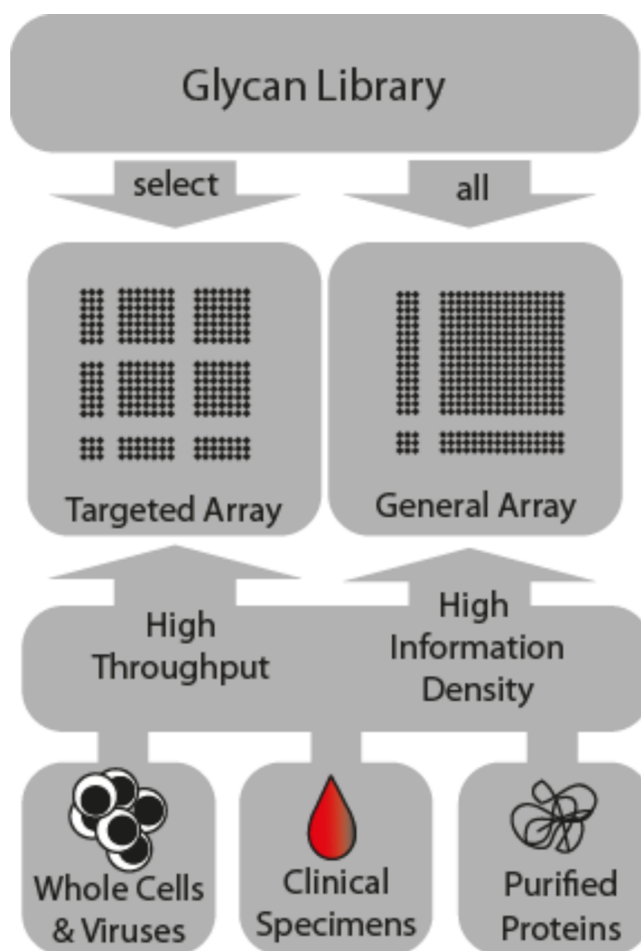 Glycan Library
select
all
Targeted Array
General Array
High
Throughput
High
Information
Density
Whole Cells
& Viruses
Clinical
Specimens
Purified
Proteins